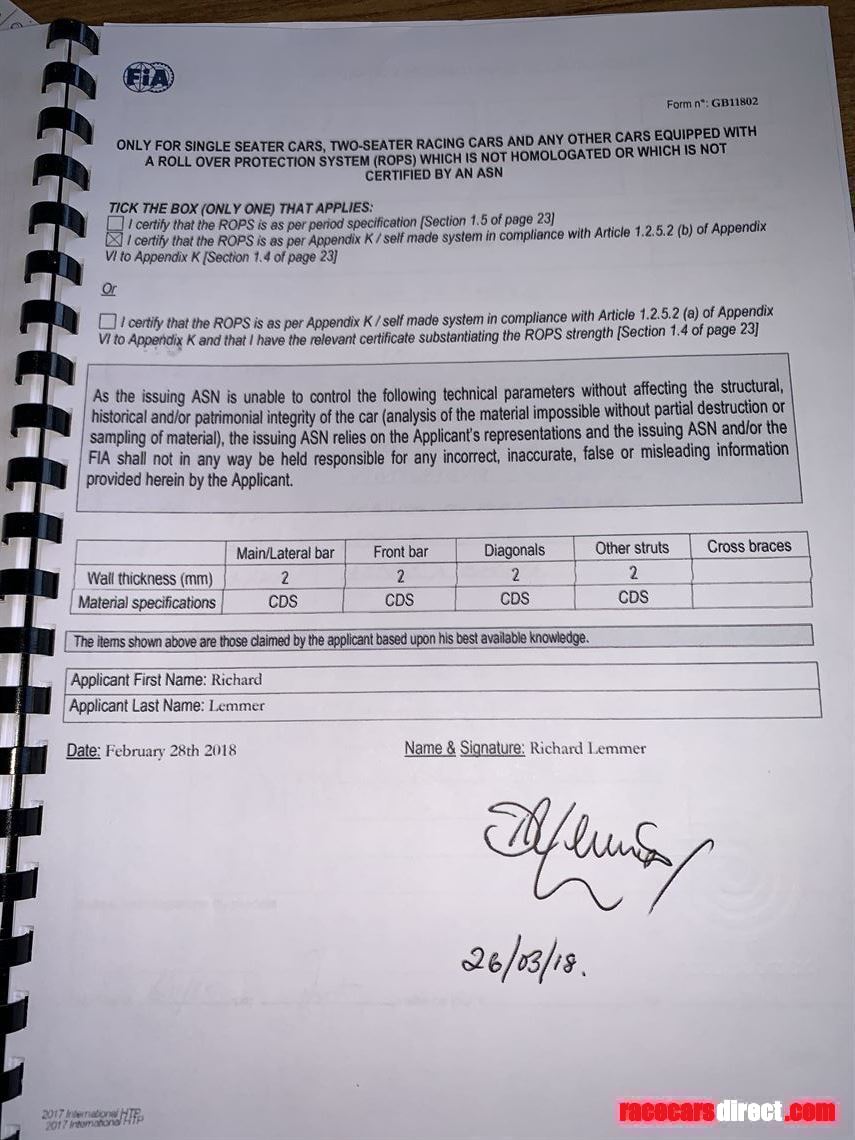 FiA
Form n°: GB11802
ONLY FOR SINGLE SEATER CARS, TWO-SEATER RACING CARS AND ANY OTHER CARS EQUIPPED WITH
A ROLL OVER PROTECTION SYSTEM (ROPS) WHICH IS NOT HOMOLOGATED OR WHICH IS NOT
CERTIFIED BY AN ASN
TICK THE BOX (ONLY ONE) THAT APPLIES:
I certify that the ROPS is as per period specification [Section 1.5 of page 23]
I certify that the ROPS is as per Appendix K / self made system in compliance with Article 1.2.5.2 (b) of Appendix
VI to Appendix K [Section 1.4 of page 23]
Or
I certify that the ROPS is as per Appendix K / self made system in compliance with Article 1.2.5.2 (a) of Appendix
VI to Appendix K and that I have the relevant certificate substantiating the ROPS strength [Section 1.4 of page 23]
As the issuing ASN is unable to control the following technical parameters without affecting the structural,
historical and/or patrimonial integrity of the car (analysis of the material impossible without partial destruction or
sampling of material), the issuing ASN relies on the Applicant's representations and the issuing ASN and/or the
FIA shall not in any way be held responsible for any incorrect, inaccurate, false or misleading information
provided herein by the Applicant.
Main/Lateral bar Front bar Diagonals Other struts Cross braces
Wall thickness (mm) 2 2 2 2
Material specifications CDS CDS CDS CDS
The items shown above are those claimed by the applicant based upon his best available knowledge.
Applicant First Name: Richard
Applicant Last Name: Lemmer
Date: February 28th 2018 Name & Signature: Richard Lemmer
26/03/18.
2017 International HTP
2017 International HTP
racecarsdirect.com